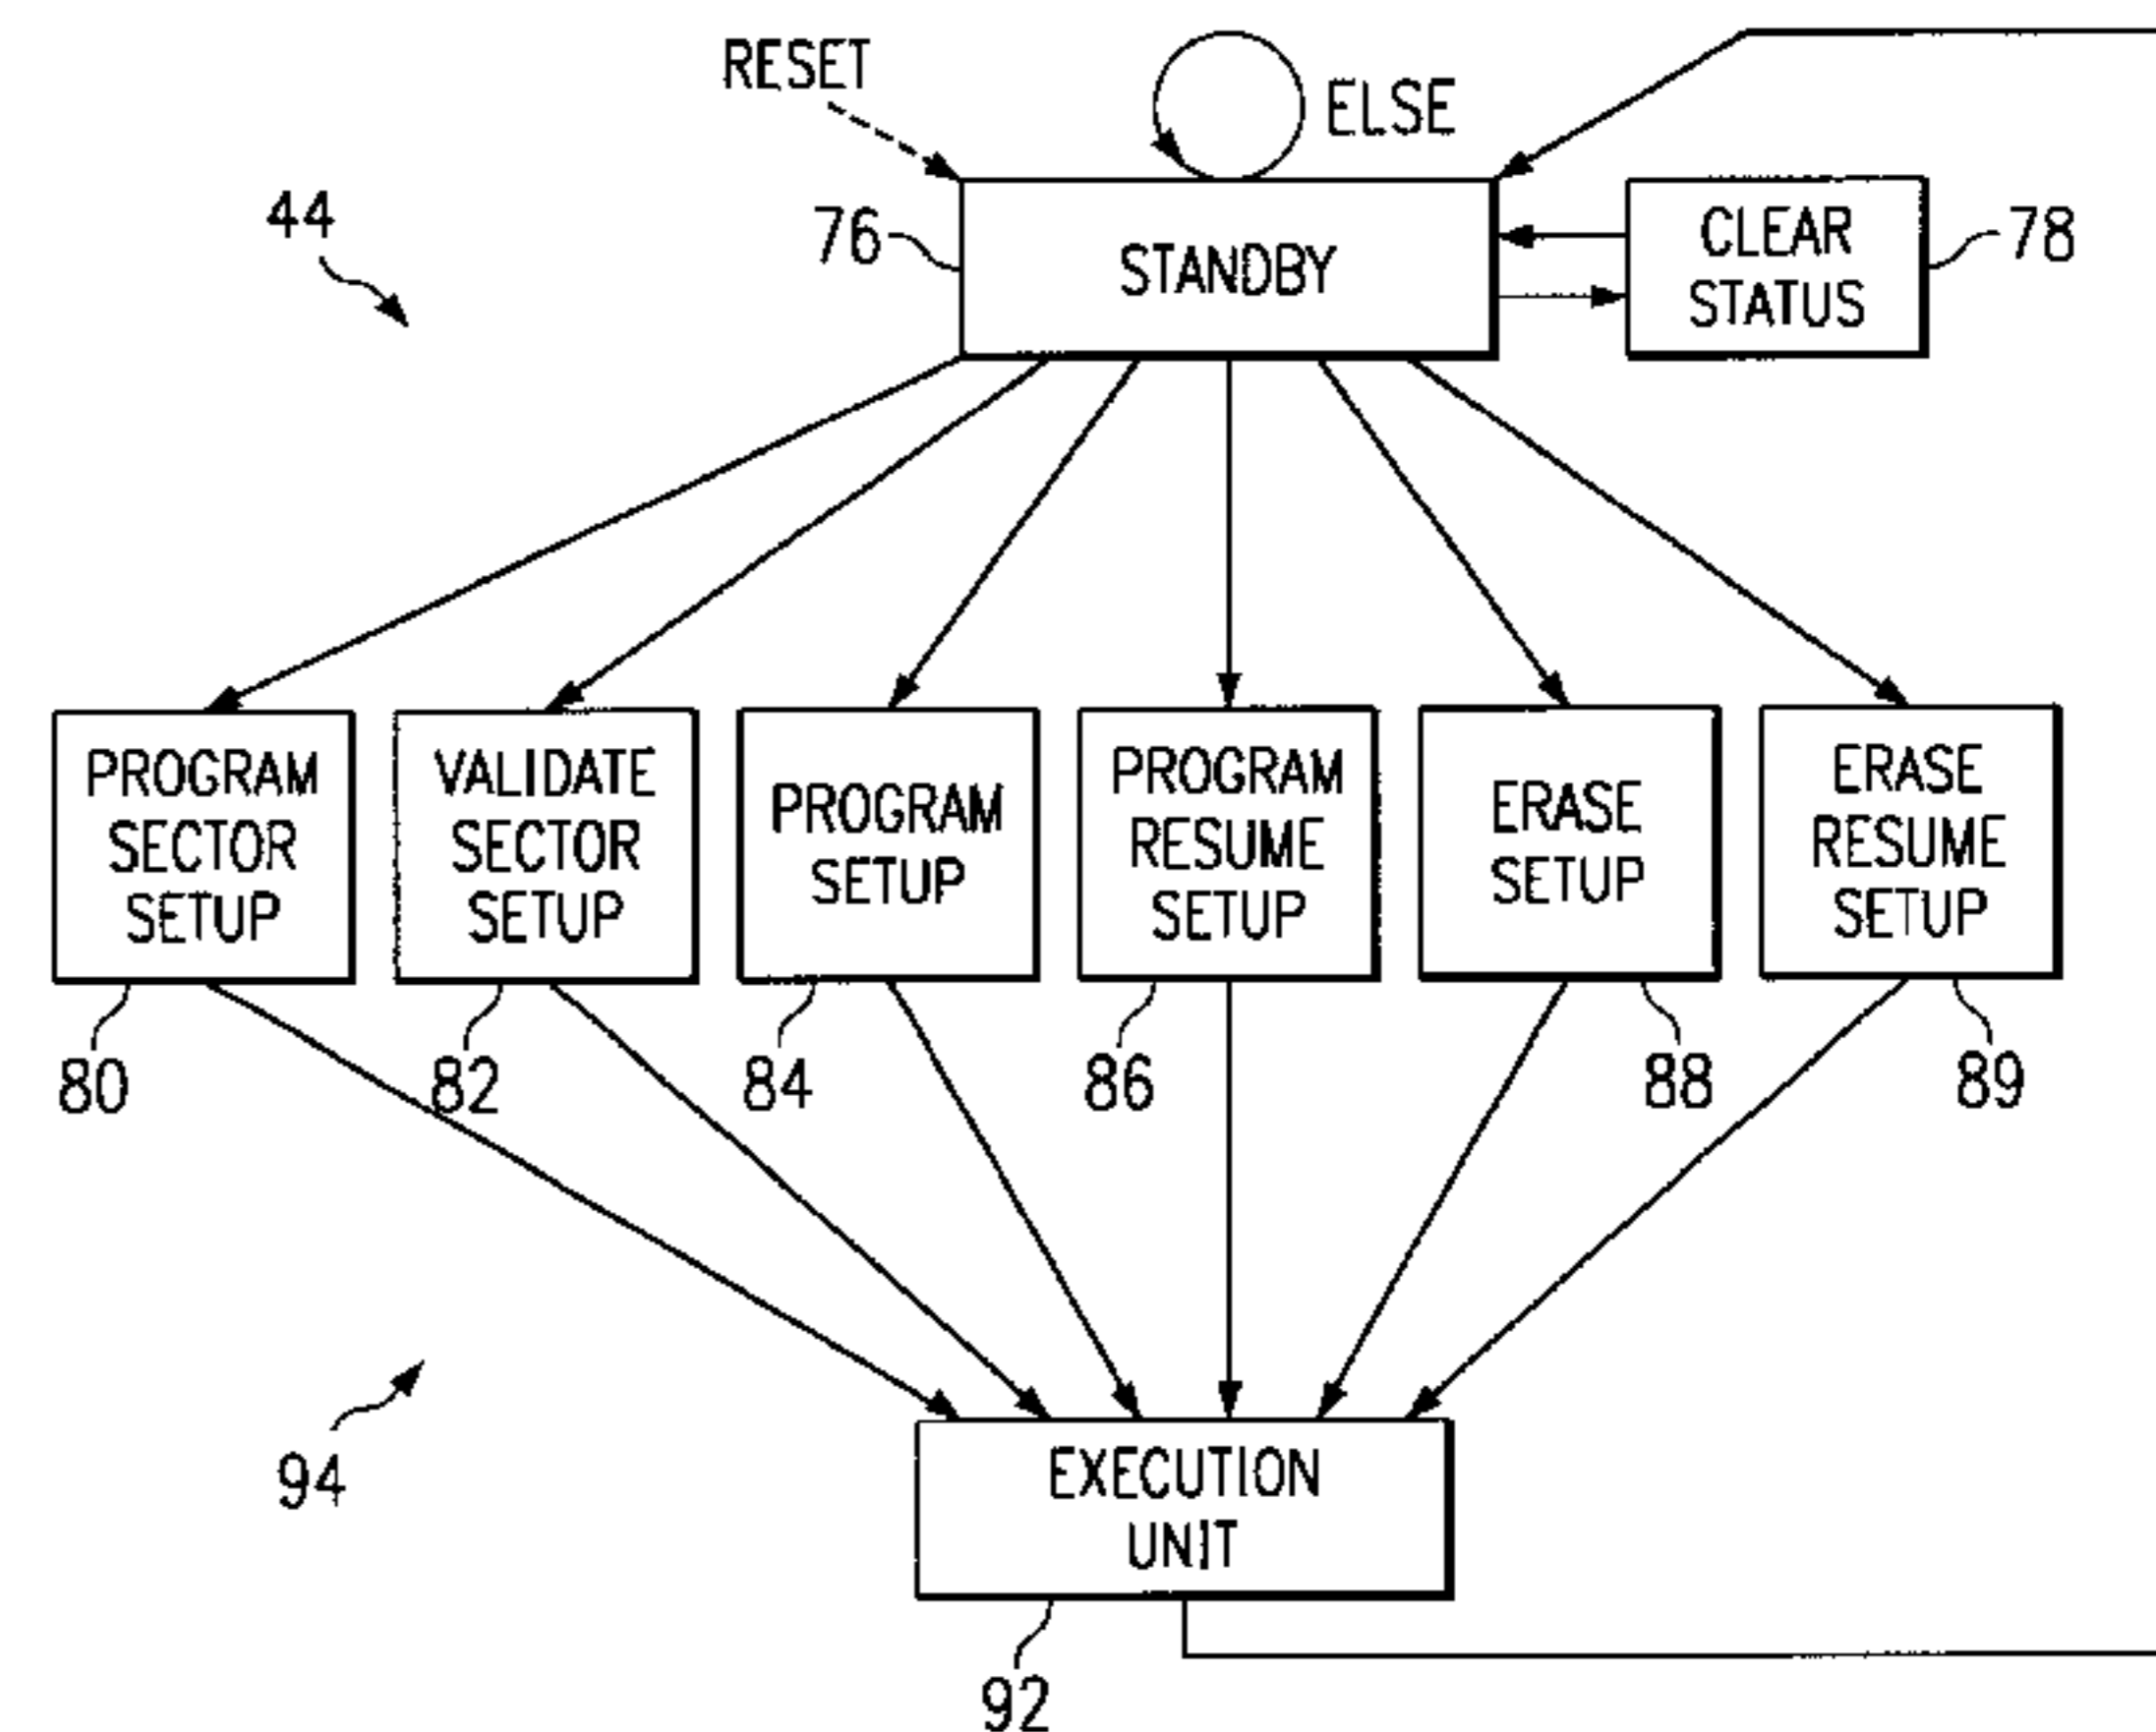 RESET
ELSE
44
76
STANDBY
CLEAR
STATUS
78
PROGRAM
SECTOR
SETUP
VALIDATE
SECTOR
SETUP
PROGRAM
SETUP
PROGRAM
RESUME
SETUP
ERASE
SETUP
ERASE
RESUME
SETUP
80
82
84
86
88
89
94
EXECUTION
UNIT
92